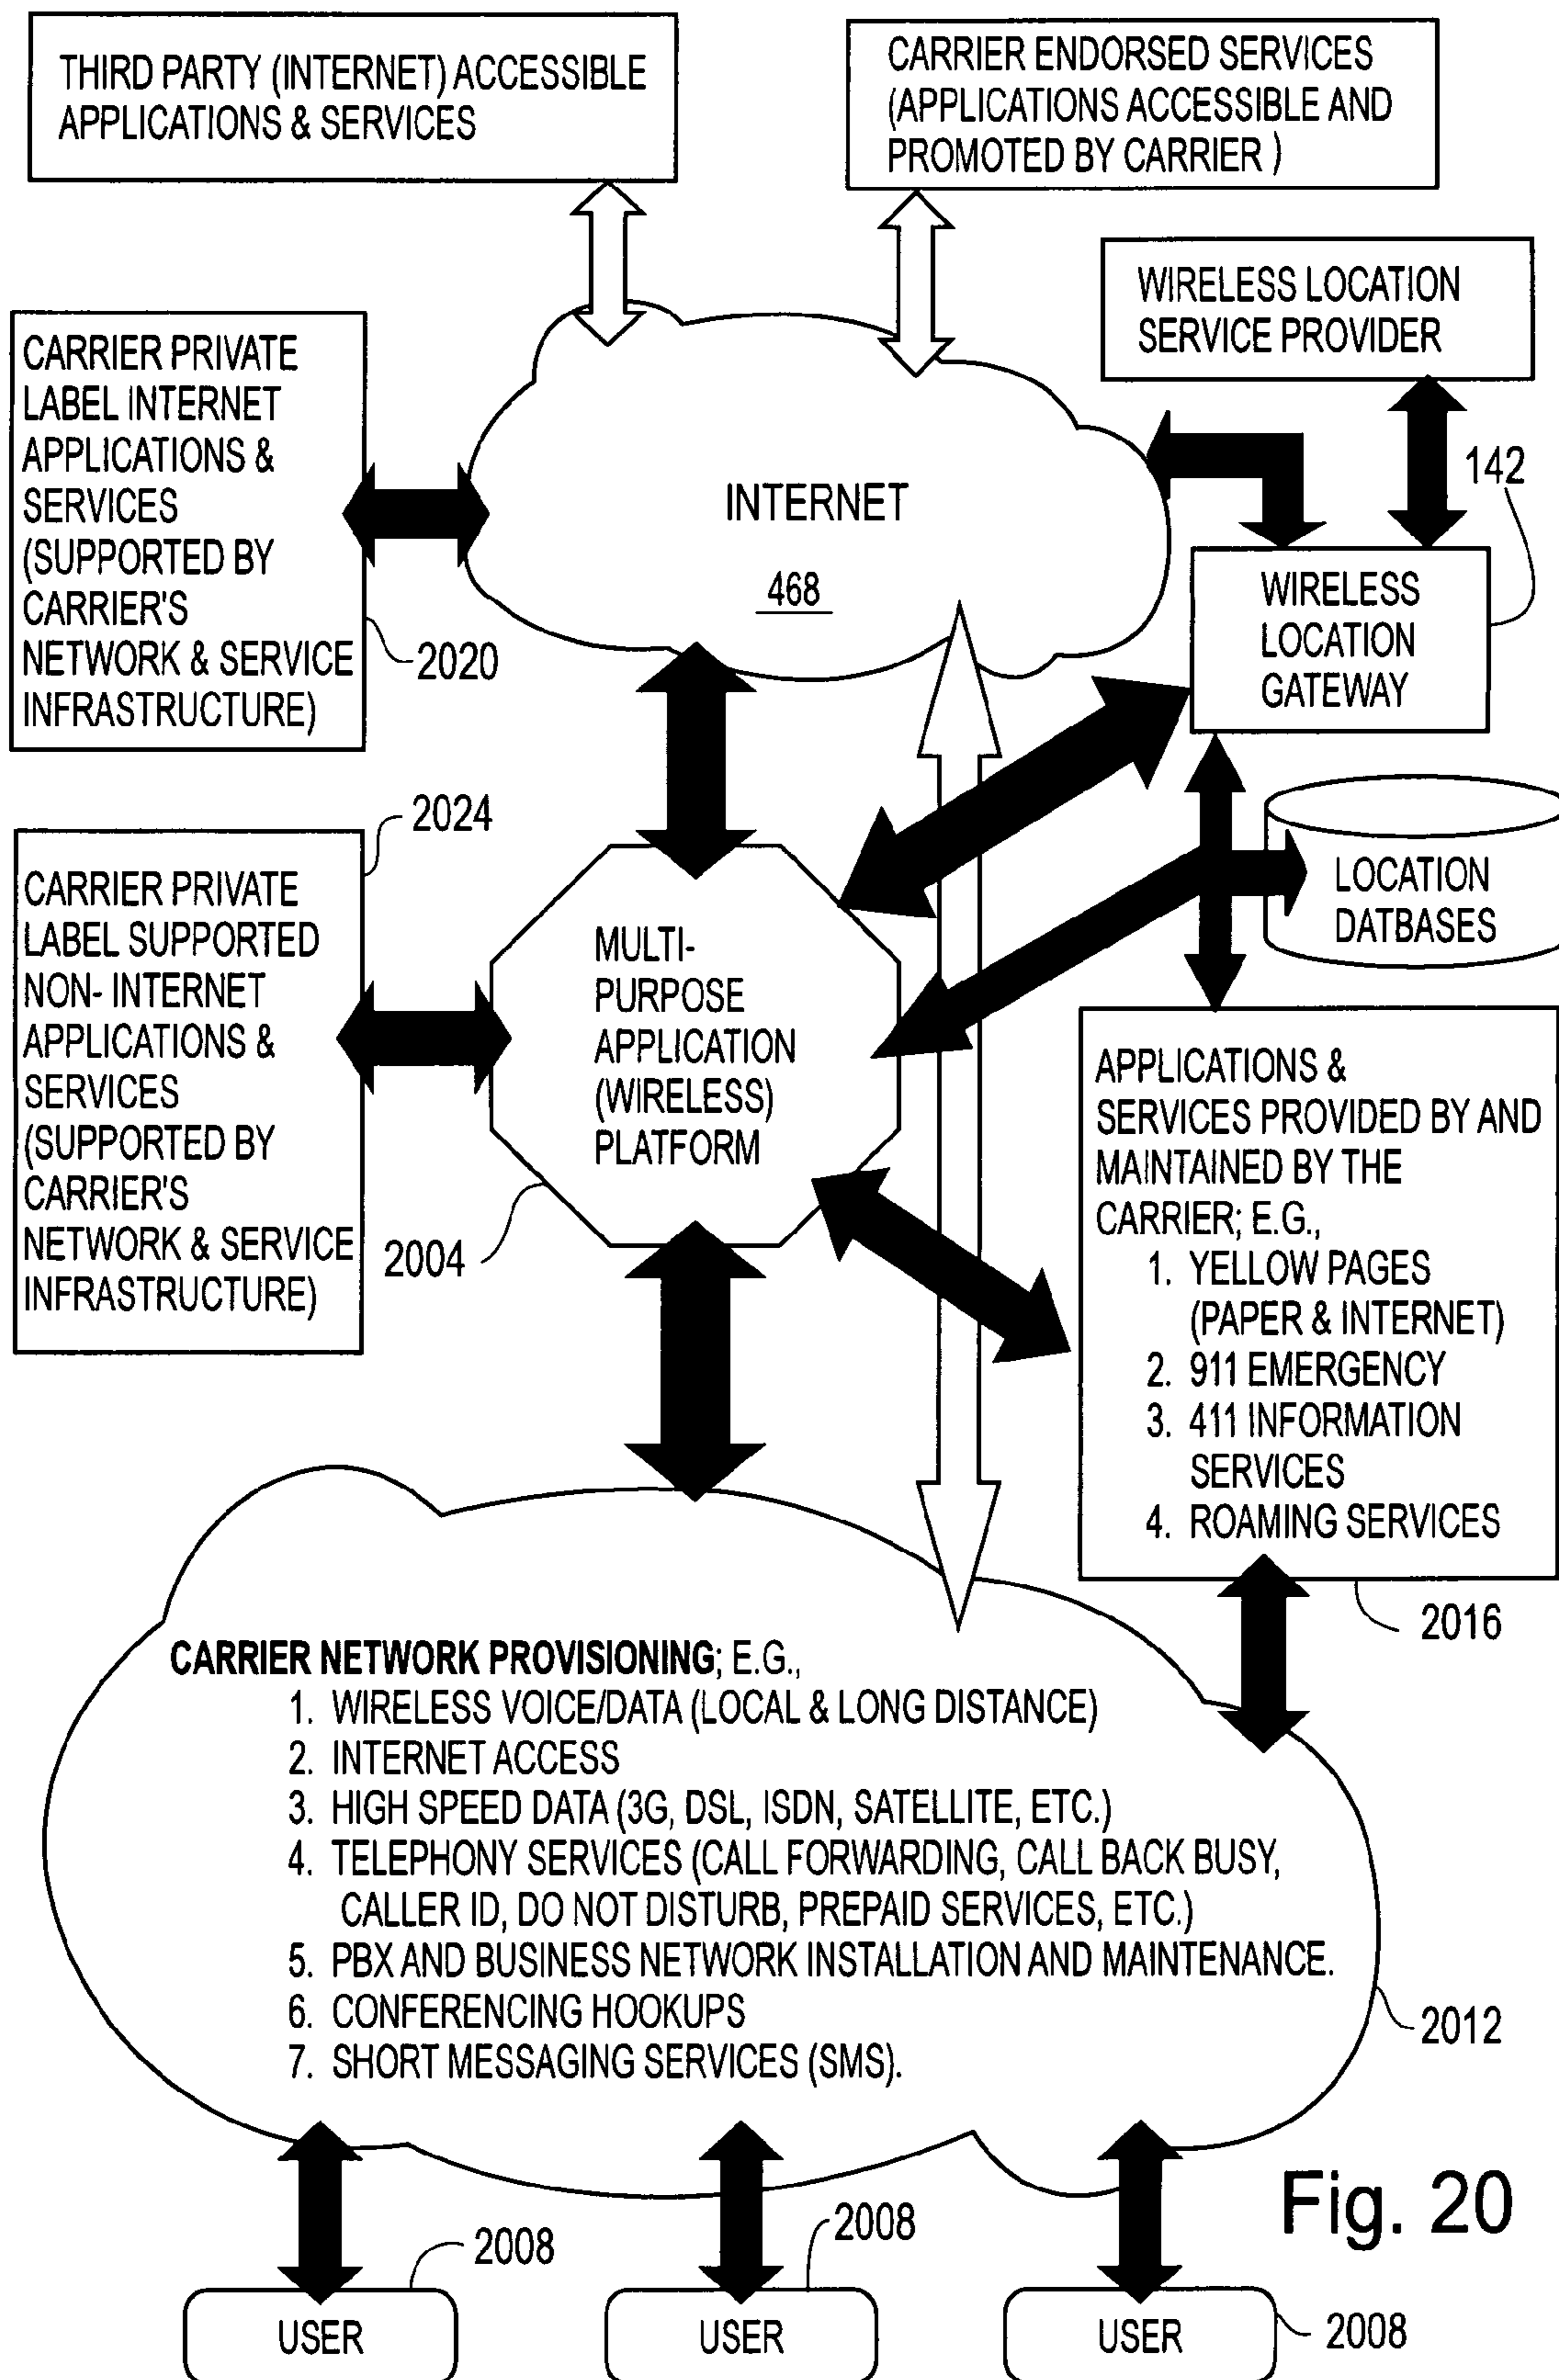 THIRD PARTY (INTERNET) ACCESSIBLE
APPLICATIONS & SERVICES
CARRIER ENDORSED SERVICES
(APPLICATIONS ACCESSIBLE AND
PROMOTED BY CARRIER )
WIRELESS LOCATION
SERVICE PROVIDER
CARRIER PRIVATE
LABEL INTERNET
APPLICATIONS &
SERVICES
(SUPPORTED BY
CARRIER'S
NETWORK & SERVICE
INFRASTRUCTURE)
2020
INTERNET
468
142
WIRELESS
LOCATION
GATEWAY
2024
CARRIER PRIVATE
LABEL SUPPORTED
NON- INTERNET
APPLICATIONS &
SERVICES
(SUPPORTED BY
CARRIER'S
NETWORK & SERVICE
INFRASTRUCTURE)
MULTI-
PURPOSE
APPLICATION
(WIRELESS)
PLATFORM
2004
LOCATION
DATBASES
APPLICATIONS &
SERVICES PROVIDED BY AND
MAINTAINED BY THE
CARRIER; E.G.,
1. YELLOW PAGES
(PAPER & INTERNET)
2. 911 EMERGENCY
3. 411 INFORMATION
SERVICES
4. ROAMING SERVICES
2016
CARRIER NETWORK PROVISIONING; E.G.,
1. WIRELESS VOICE/DATA (LOCAL & LONG DISTANCE)
2. INTERNET ACCESS
3. HIGH SPEED DATA (3G, DSL, ISDN, SATELLITE, ETC.)
4. TELEPHONY SERVICES (CALL FORWARDING, CALL BACK BUSY,
CALLER ID, DO NOT DISTURB, PREPAID SERVICES, ETC.)
5. PBX AND BUSINESS NETWORK INSTALLATION AND MAINTENANCE.
6. CONFERENCING HOOKUPS
7. SHORT MESSAGING SERVICES (SMS).
2012
Fig. 20
2008
2008
2008
USER
USER
USER